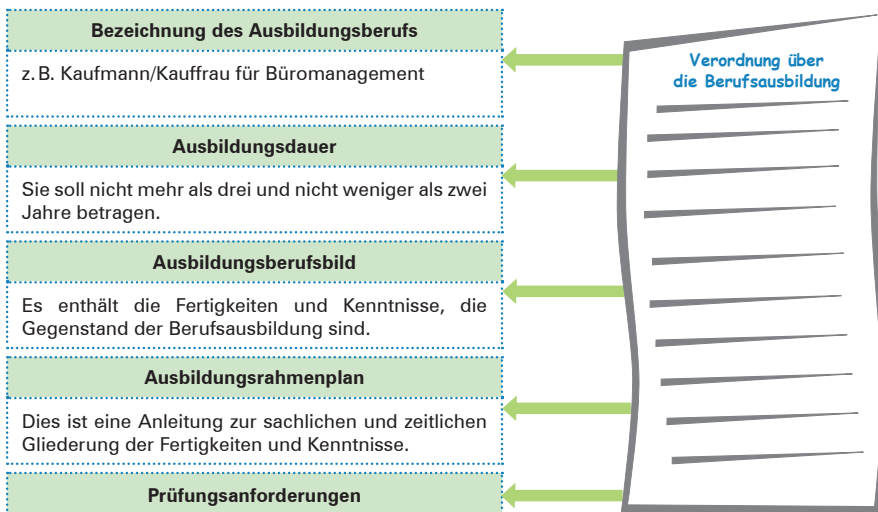 Bezeichnung des Ausbildungsberufs
z. B. Kaufmann/Kauffrau für Büromanagement
Ausbildungsdauer
Sie soll nicht mehr als drei und nicht weniger als zwei
Jahre betragen.
Ausbildungsberufsbild
Es enthält die Fertigkeiten und Kenntnisse, die
Gegenstand der Berufsausbildung sind.
Ausbildungsrahmenplan
Dies ist eine Anleitung zur sachlichen und zeitlichen
Gliederung der Fertigkeiten und Kenntnisse.
Prüfungsanforderungen
Verordnung über
die Berufsausbildung